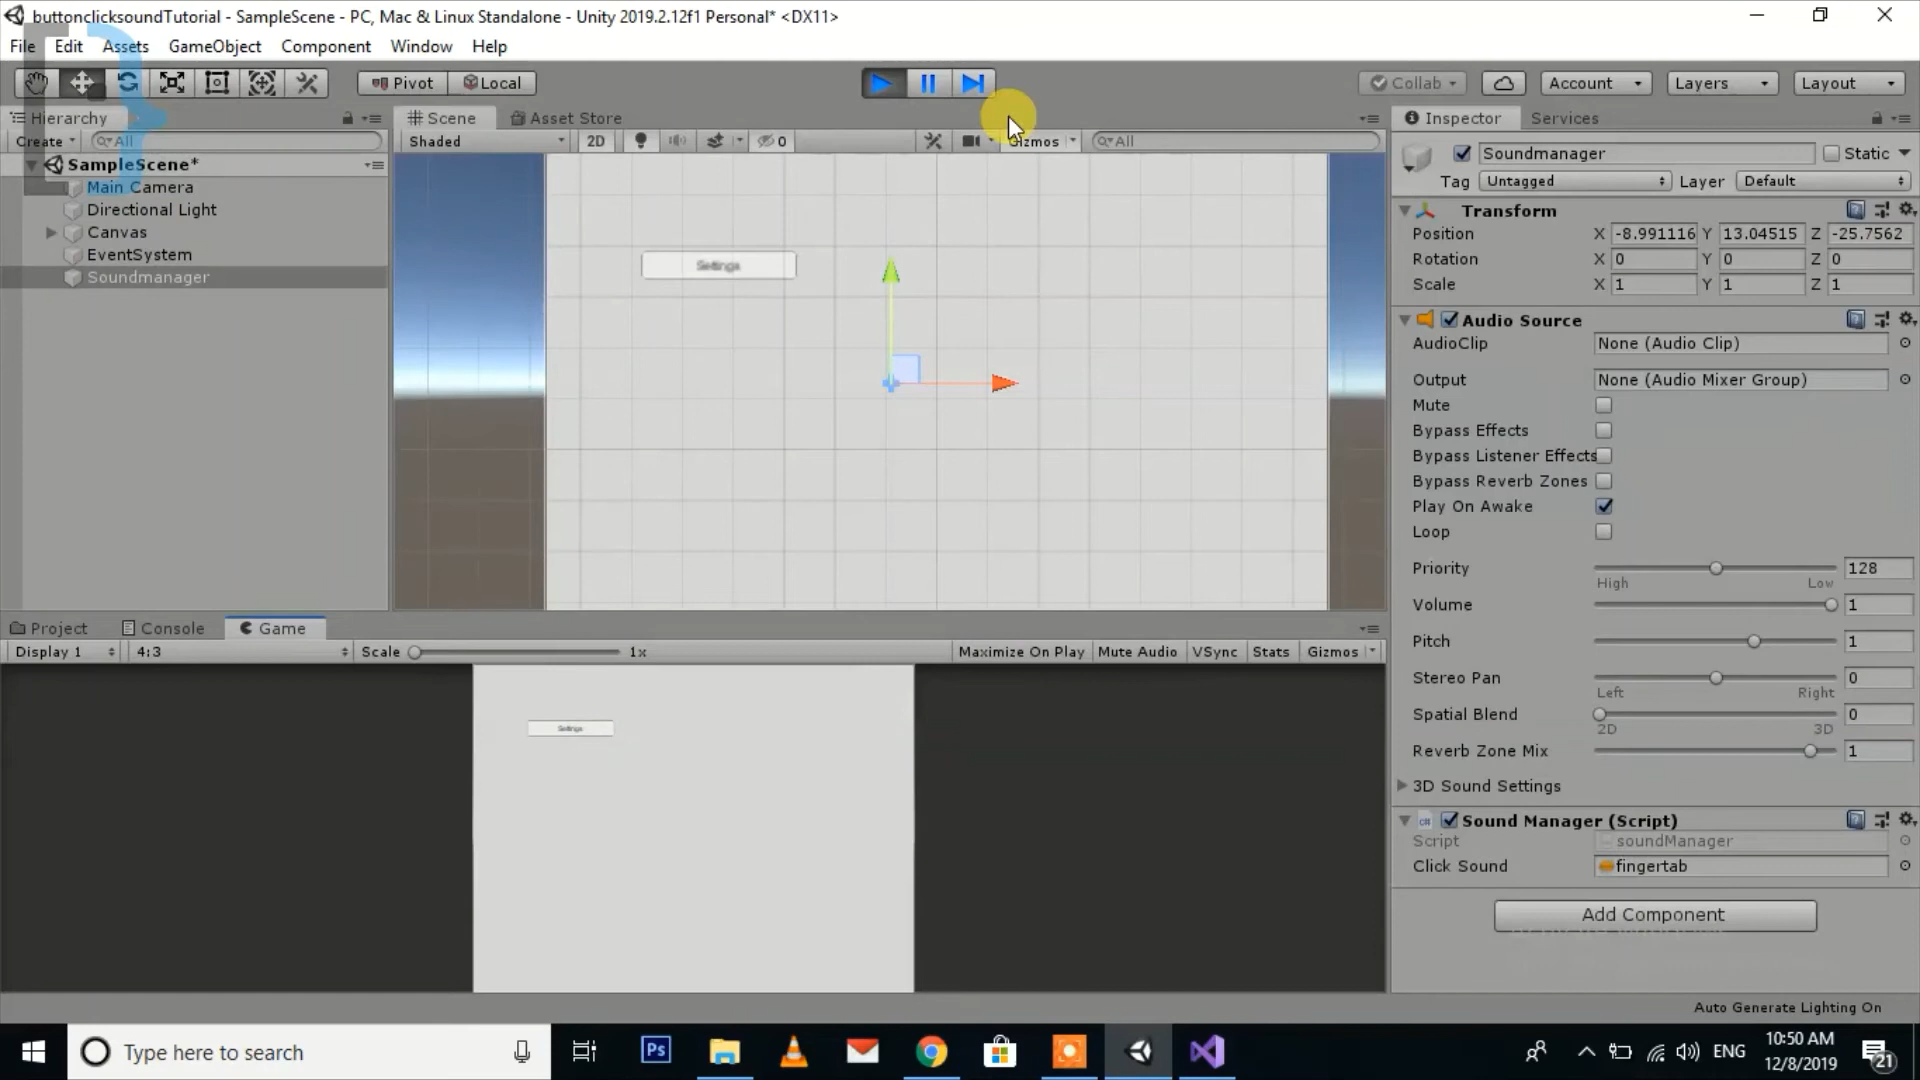 buttonclicksoundTutorial - SampleScene - PC, Mac & Linux Standalone - Unity 2019.2.12f1 Personal* <DX11>
File Edit Assets GameObject Component Window Help
Pivot Local Collab Account Layers Layout
Hierarchy Scene Asset Store Inspector Services
Create All Shaded 2D 0 Gizmos All
Soundmanager Static
Tag Untagged Layer Default
SampleScene*
Main Camera
Directional Light
Canvas
EventSystem
Soundmanager
Settings
Transform
Position X -8.991116 Y 13.04515 Z -25.7562
Rotation X 0 Y 0 Z 0
Scale X 1 Y 1 Z 1
Audio Source
AudioClip None (Audio Clip)
Output None (Audio Mixer Group)
Mute
Bypass Effects
Bypass Listener Effects
Bypass Reverb Zones
Play On Awake
Loop
Priority 128
High Low
Volume 1
Pitch 1
Stereo Pan 0
Left Right
Spatial Blend 0
2D 3D
Reverb Zone Mix 1
3D Sound Settings
Sound Manager (Script)
Script soundManager
Click Sound fingertab
Add Component
Project Console Game
Display 1 4:3 Scale 1x Maximize On Play Mute Audio VSync Stats Gizmos
Settings
Auto Generate Lighting On
Type here to search
Ps
ENG
10:50 AM
12/8/2019
21